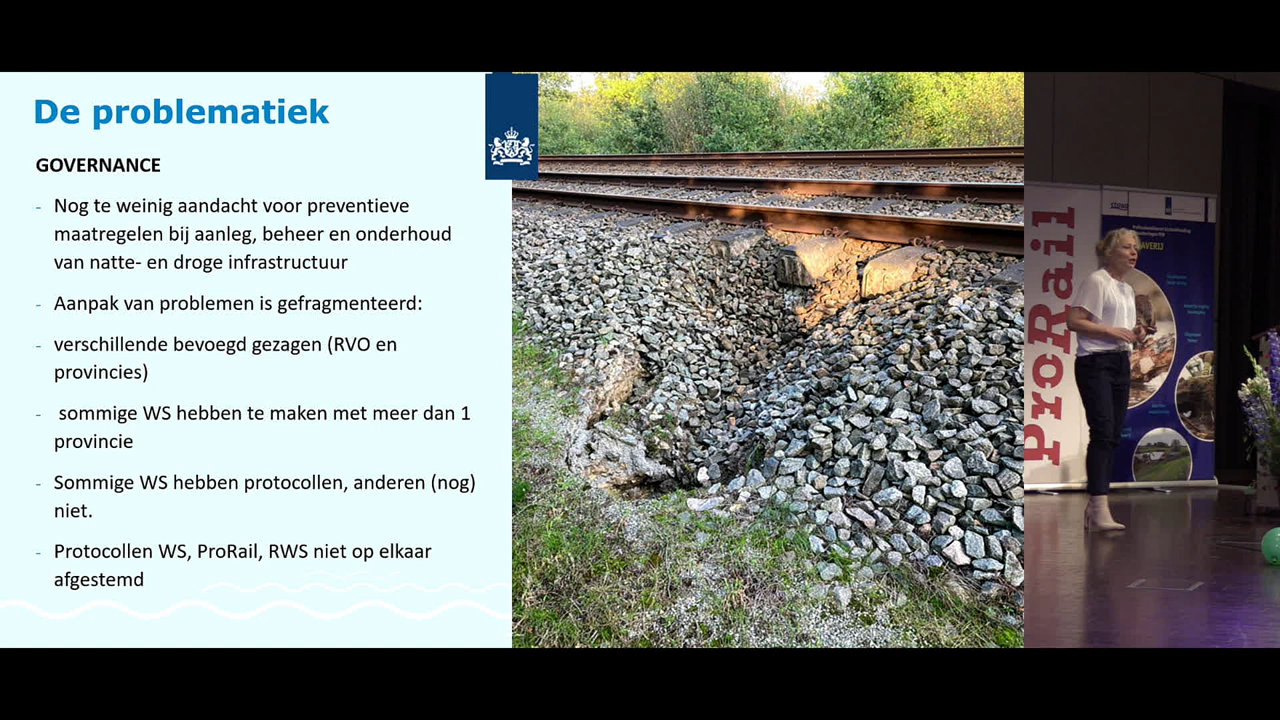 De problematiek
GOVERNANCE
- Nog te weinig aandacht voor preventieve
maatregelen bij aanleg, beheer en onderhoud
van natte- en droge infrastructuur
- Aanpak van problemen is gefragmenteerd:
- verschillende bevoegd gezagen (RVO en
provincies)
- sommige WS hebben te maken met meer dan 1
provincie
- Sommige WS hebben protocollen, anderen (nog)
niet.
- Protocollen WS, ProRail, RWS niet op elkaar
afgestemd
ProRail